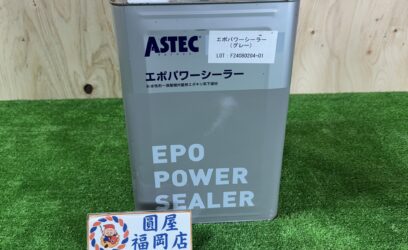 ASTEC
エポパワーシーラー
(グレー)
LOT：F24080204-01
エポパワーシーラー
EPO
POWER
SEALER
圓屋
福岡店